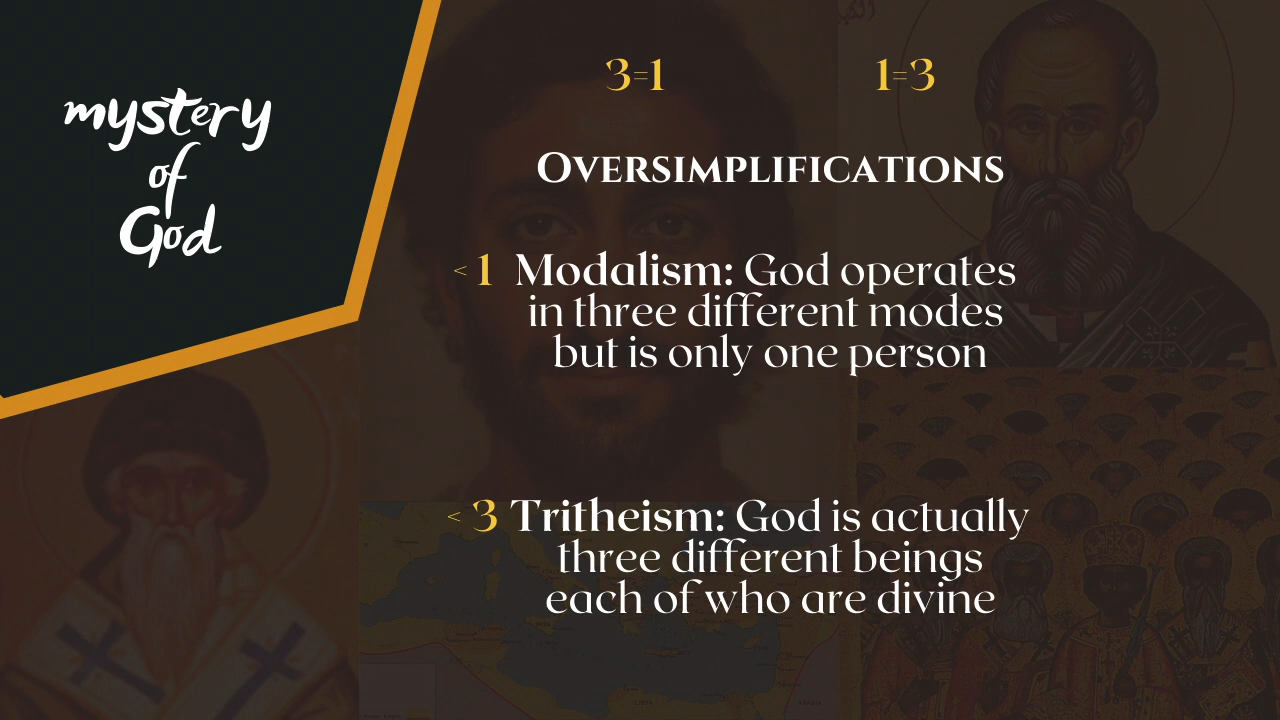 mystery
of
God
3=1
1=3
Oversimplifications
< 1 Modalism: God operates
in three different modes
but is only one person
< 3 Tritheism: God is actually
three different beings
each of who are divine